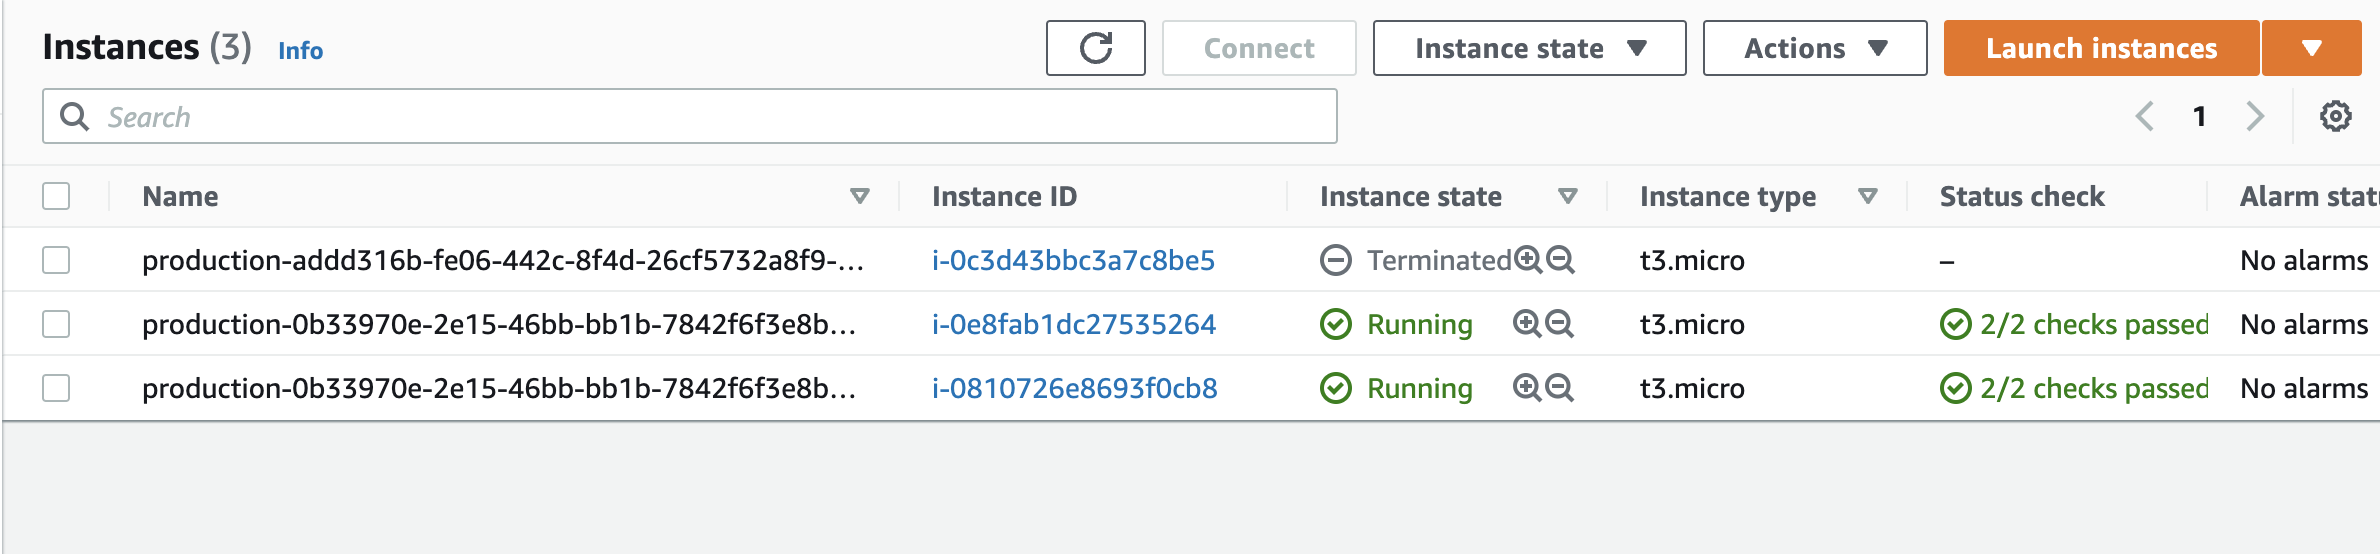 Instances (3) Info Connect Instance state Actions Launch instances
Search 1
Name Instance ID Instance state Instance type Status check Alarm stat
production-addd316b-fe06-442c-8f4d-26cf5732a8f9-... i-0c3d43bbc3a7c8be5 Terminated t3.micro – No alarms
production-0b33970e-2e15-46bb-bb1b-7842f6f3e8b... i-0e8fab1dc27535264 Running t3.micro 2/2 checks passed No alarms
production-0b33970e-2e15-46bb-bb1b-7842f6f3e8b... i-0810726e8693f0cb8 Running t3.micro 2/2 checks passed No alarms